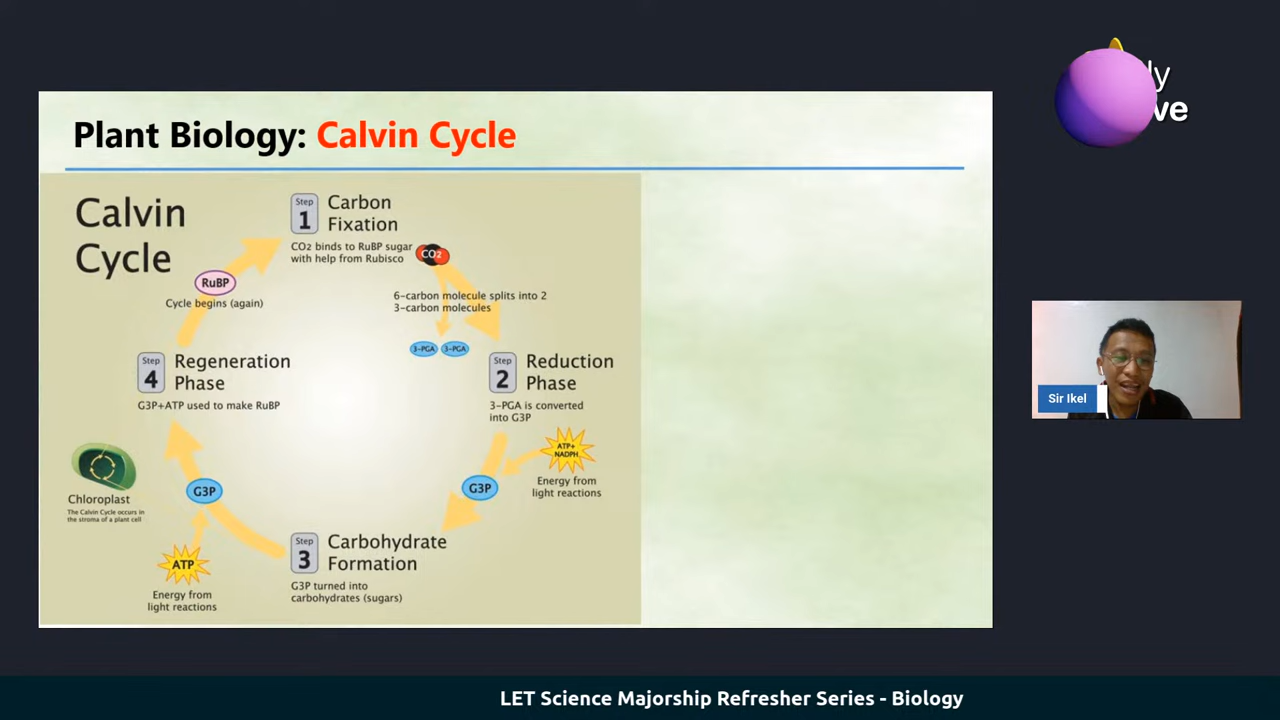 Plant Biology: Calvin Cycle
Calvin
Cycle
Step
1
Carbon
Fixation
CO2 binds to RuBP sugar
with help from Rubisco
CO2
RuBP
Cycle begins (again)
6-carbon molecule splits into 2
3-carbon molecules
3-PGA
3-PGA
Step
2
Reduction
Phase
3-PGA is converted
into G3P
ATP+
NADPH
Energy from
light reactions
G3P
Step
3
Carbohydrate
Formation
G3P turned into
carbohydrates (sugars)
Step
4
Regeneration
Phase
G3P+ATP used to make RuBP
G3P
ATP
Energy from
light reactions
Chloroplast
The Calvin Cycle occurs in
the stroma of a plant cell
Sir Ikel
LET Science Majorship Refresher Series - Biology